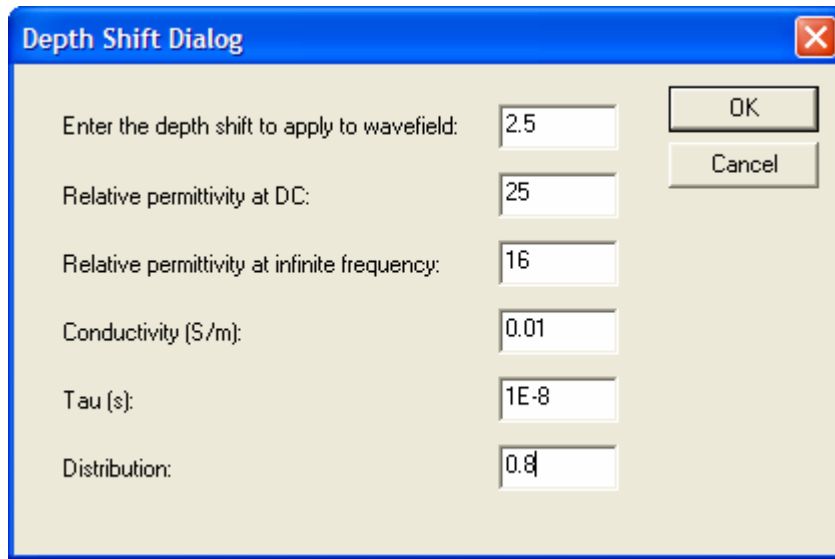 Depth Shift Dialog
Enter the depth shift to apply to wavefield: 2.5
OK
Cancel
Relative permittivity at DC: 25
Relative permittivity at infinite frequency: 16
Conductivity (S/m): 0.01
Tau (s): 1E-8
Distribution: 0.8